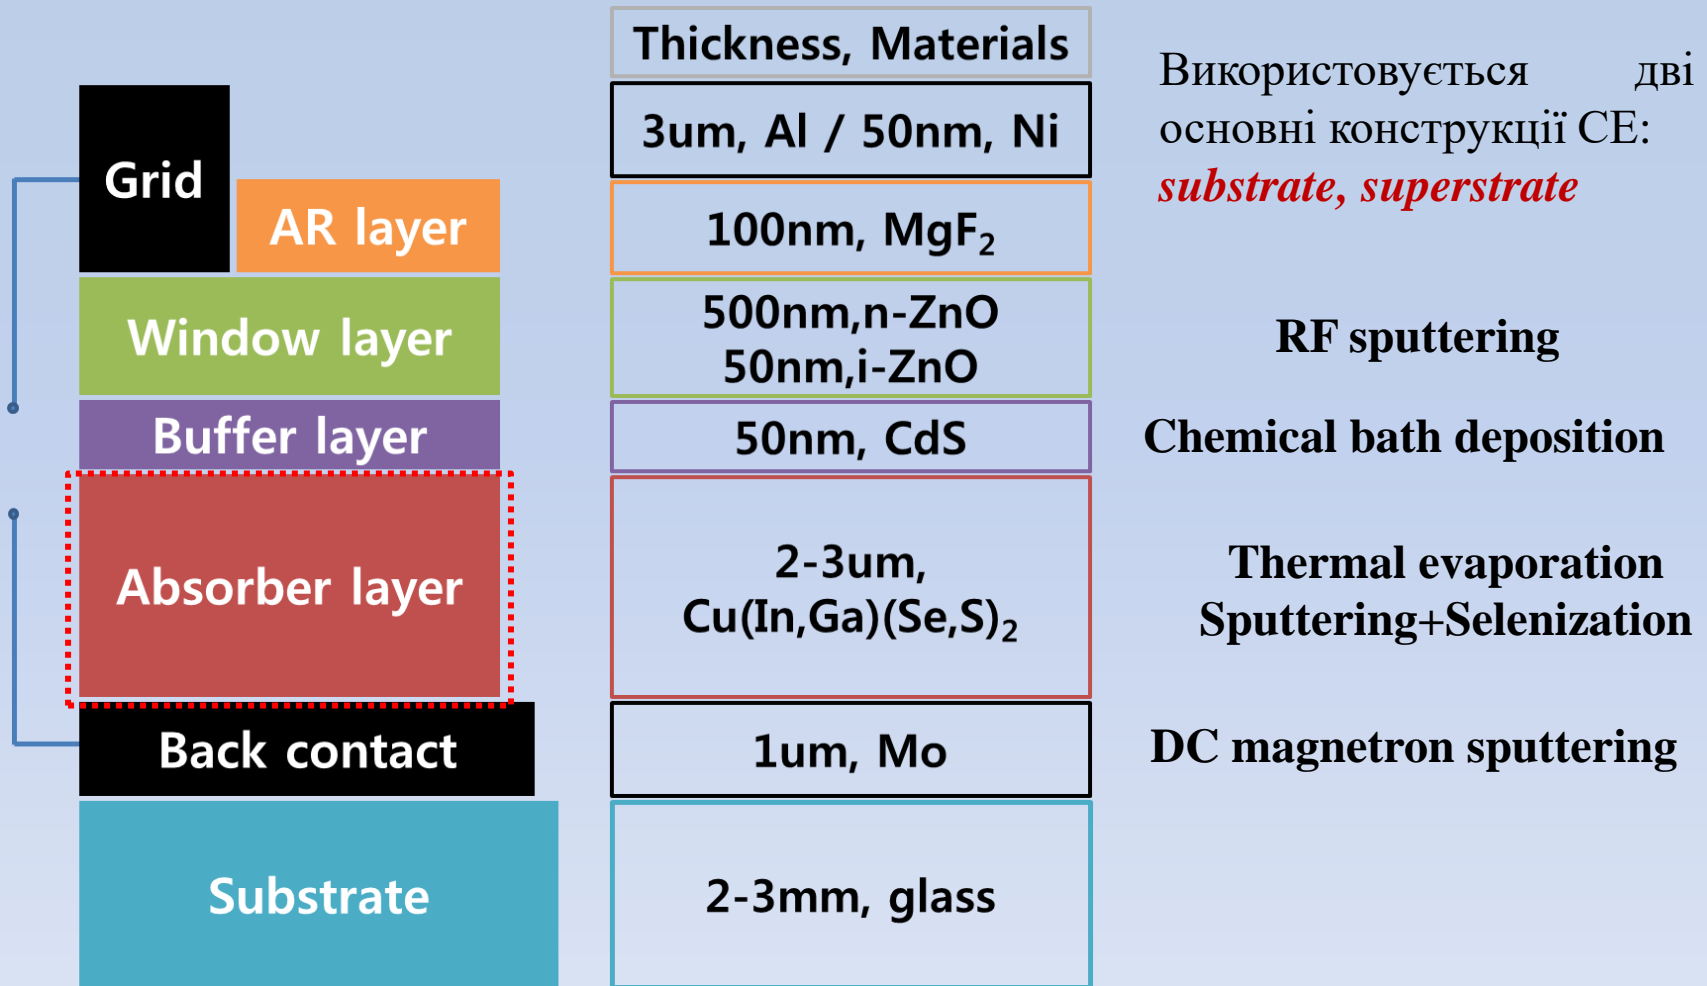 Thickness, Materials
Використовується дві
основні конструкції СЕ:
substrate, superstrate
Grid
3um, Al / 50nm, Ni
AR layer
100nm, MgF₂
Window layer
500nm,n-ZnO
50nm,i-ZnO
RF sputtering
Buffer layer
50nm, CdS
Chemical bath deposition
Absorber layer
2-3um,
Cu(In,Ga)(Se,S)₂
Thermal evaporation
Sputtering+Selenization
Back contact
1um, Mo
DC magnetron sputtering
Substrate
2-3mm, glass